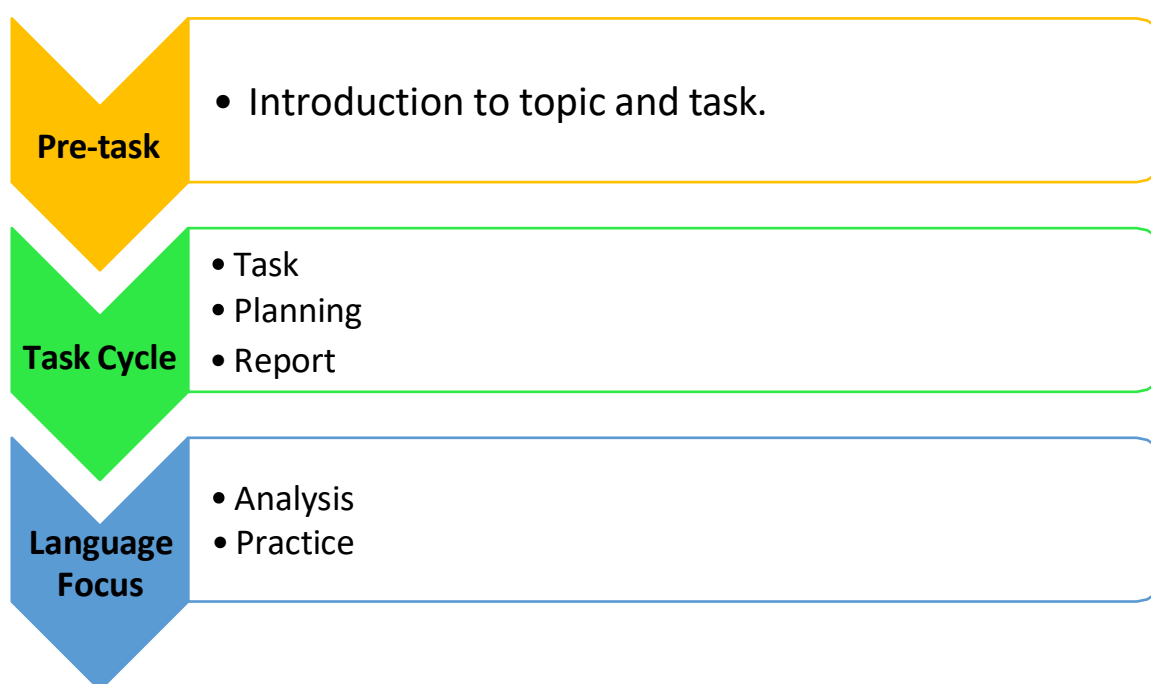 Pre-task
• Introduction to topic and task.
Task Cycle
• Task
• Planning
• Report
Language
Focus
• Analysis
• Practice